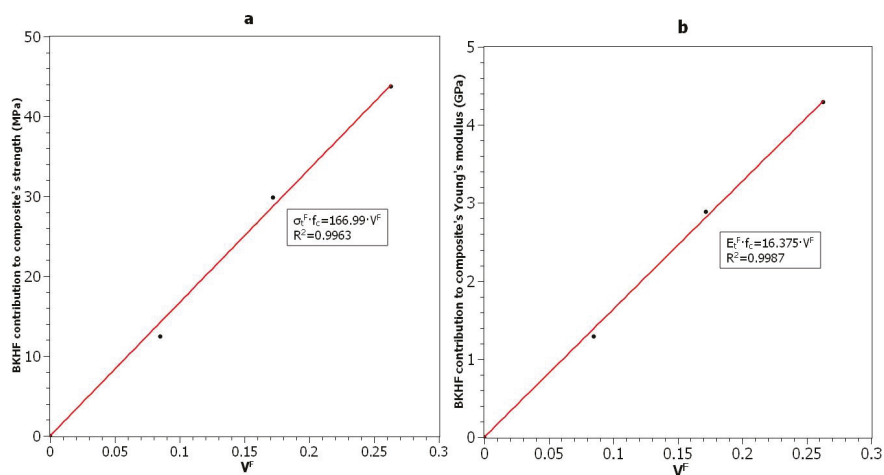 a
50
40
30
20
10
0
BKHF contribution to composite's strength (MPa)
σₜᶠ·f꜀=166.99·Vᶠ
R²=0.9963
0 0.05 0.1 0.15 0.2 0.25 0.3
Vᶠ
b
5
4
3
2
1
0
BKHF contribution to composite's Young's modulus (GPa)
Eₜᶠ·f꜀=16.375·Vᶠ
R²=0.9987
0 0.05 0.1 0.15 0.2 0.25 0.3
Vᶠ